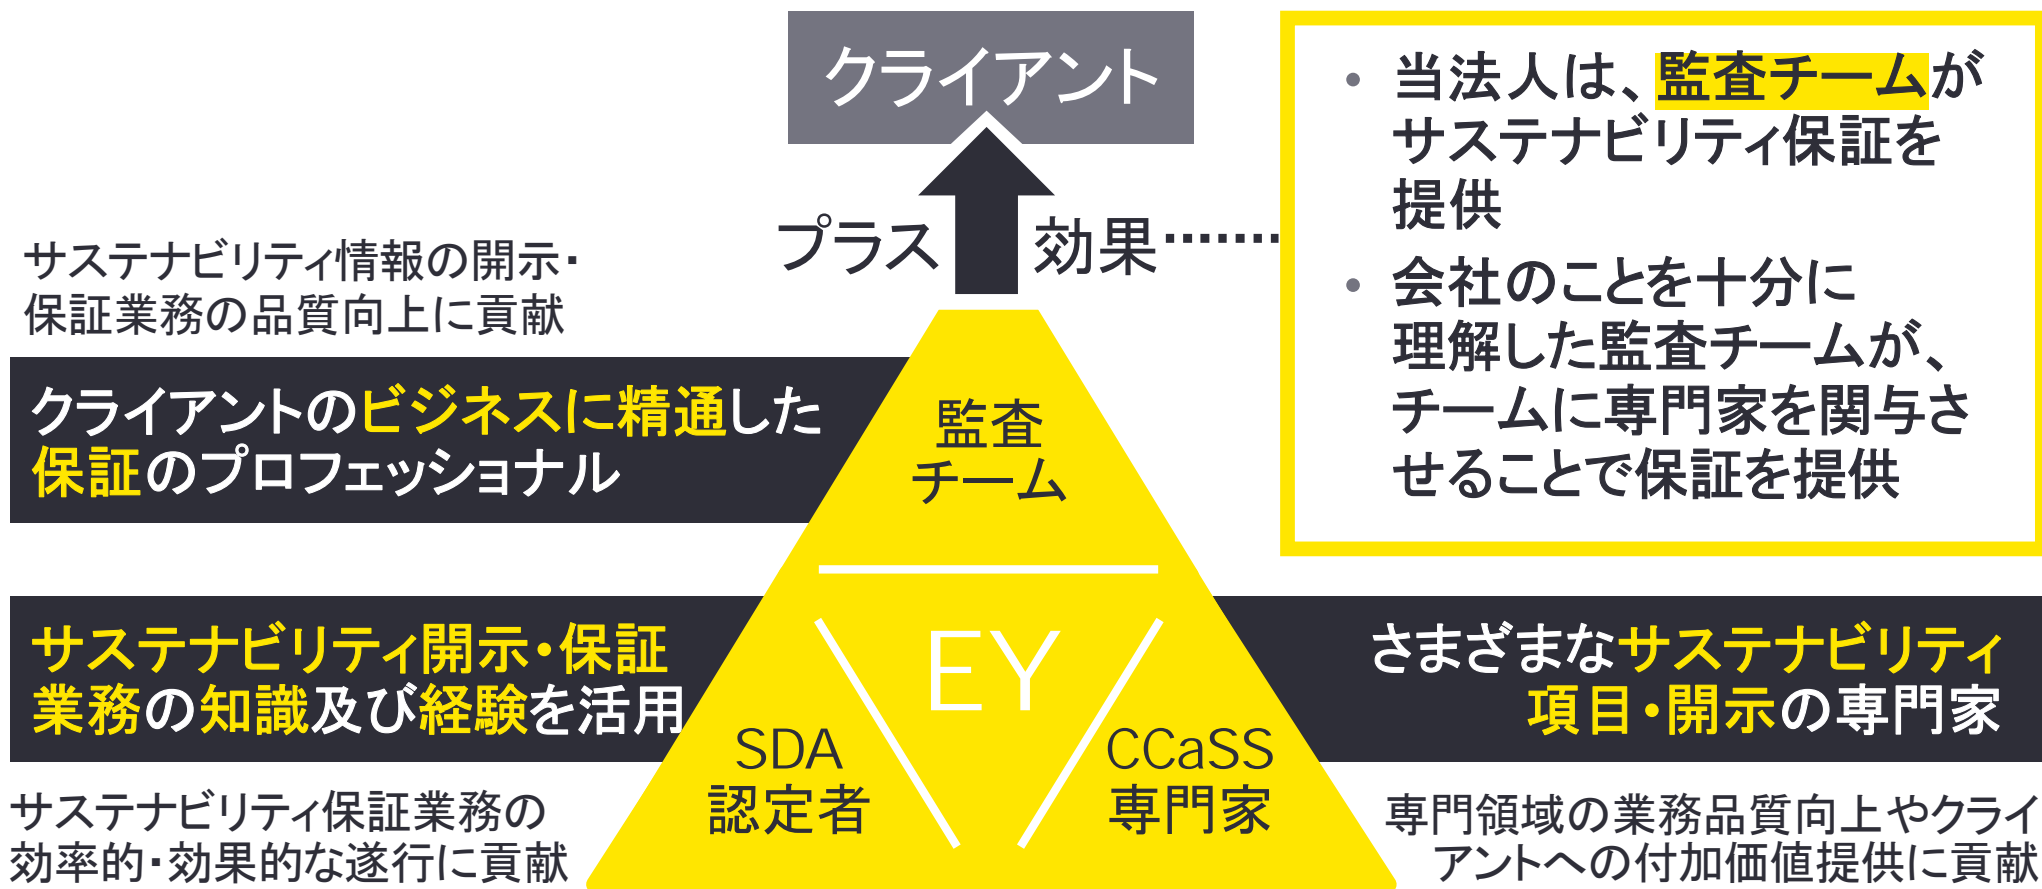 クライアント
プラス
効果
・当法人は、監査チームが
サステナビリティ保証を
提供
・会社のことを十分に
理解した監査チームが、
チームに専門家を関与さ
せることで保証を提供
サステナビリティ情報の開示・
保証業務の品質向上に貢献
クライアントのビジネスに精通した
保証のプロフェッショナル
監査
チーム
サステナビリティ開示・保証
業務の知識及び経験を活用
EY
さまざまなサステナビリティ
項目・開示の専門家
SDA
認定者
CCaSS
専門家
サステナビリティ保証業務の
効率的・効果的な遂行に貢献
専門領域の業務品質向上やクライ
アントへの付加価値提供に貢献